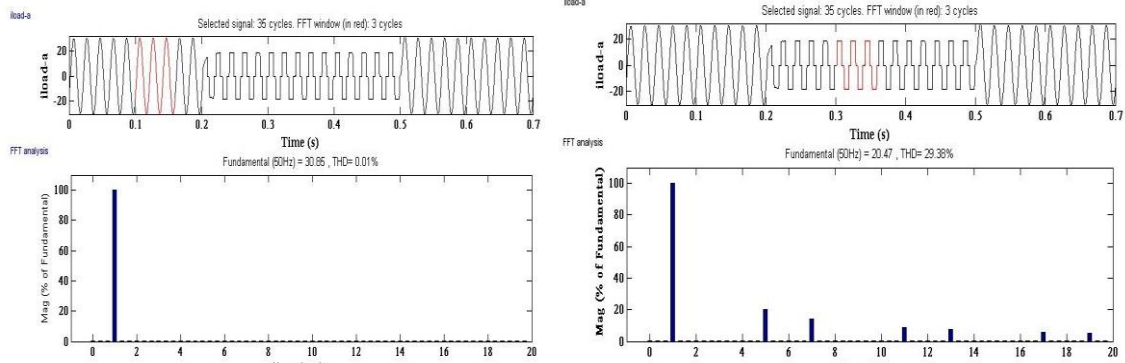 iload-a
Selected signal: 35 cycles. FFT window (in red): 3 cycles
iload-a
20
0
-20
0 0.1 0.2 0.3 0.4 0.5 0.6 0.7
Time (s)
FFT analysis
Fundamental (50Hz) = 30.85 , THD= 0.01%
Mag (% of Fundamental)
100
80
60
40
20
0
0 2 4 6 8 10 12 14 16 18 20
iload-a
Selected signal: 35 cycles. FFT window (in red): 3 cycles
iload-a
20
0
-20
0 0.1 0.2 0.3 0.4 0.5 0.6 0.7
Time (s)
FFT analysis
Fundamental (50Hz) = 20.47 , THD= 29.38%
Mag (% of Fundamental)
100
80
60
40
20
0
0 2 4 6 8 10 12 14 16 18 20